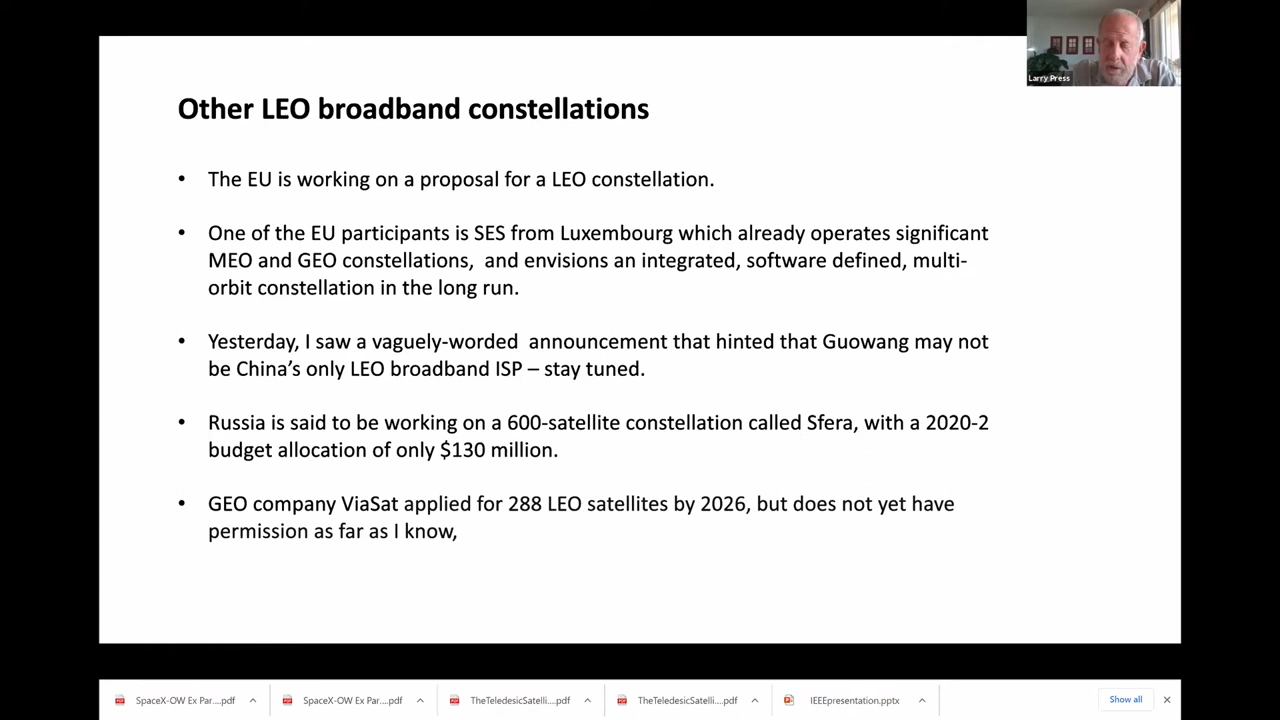 Larry Press
Other LEO broadband constellations
• The EU is working on a proposal for a LEO constellation.
• One of the EU participants is SES from Luxembourg which already operates significant
MEO and GEO constellations,  and envisions an integrated, software defined, multi-
orbit constellation in the long run.
• Yesterday, I saw a vaguely-worded  announcement that hinted that Guowang may not
be China’s only LEO broadband ISP – stay tuned.
• Russia is said to be working on a 600-satellite constellation called Sfera, with a 2020-2
budget allocation of only $130 million.
• GEO company ViaSat applied for 288 LEO satellites by 2026, but does not yet have
permission as far as I know,
SpaceX-OW Ex Par....pdf
SpaceX-OW Ex Par....pdf
TheTeledesicSatelli....pdf
TheTeledesicSatelli....pdf
IEEEpresentation.pptx
Show all